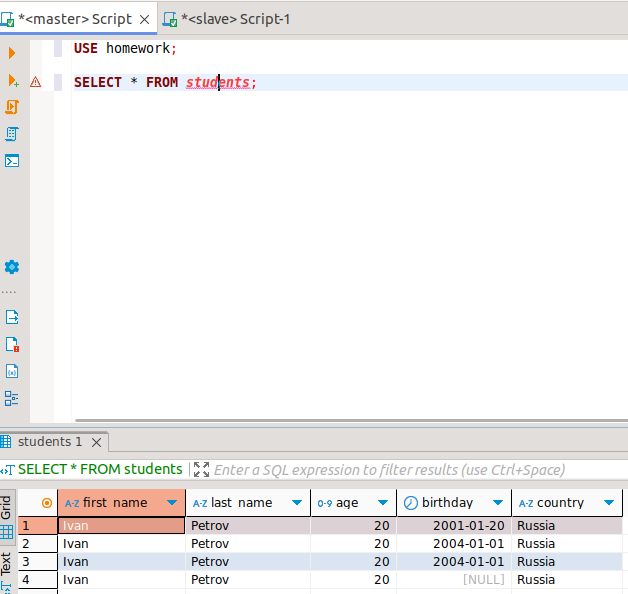 *<master> Script *<slave> Script-1
USE homework;
SELECT * FROM students;
students 1
SELECT * FROM students Enter a SQL expression to filter results (use Ctrl+Space)
Grid
Text
A-Z first_name A-Z last_name 0-9 age birthday A-Z country
1 Ivan Petrov 20 2001-01-20 Russia
2 Ivan Petrov 20 2004-01-01 Russia
3 Ivan Petrov 20 2004-01-01 Russia
4 Ivan Petrov 20 [NULL] Russia